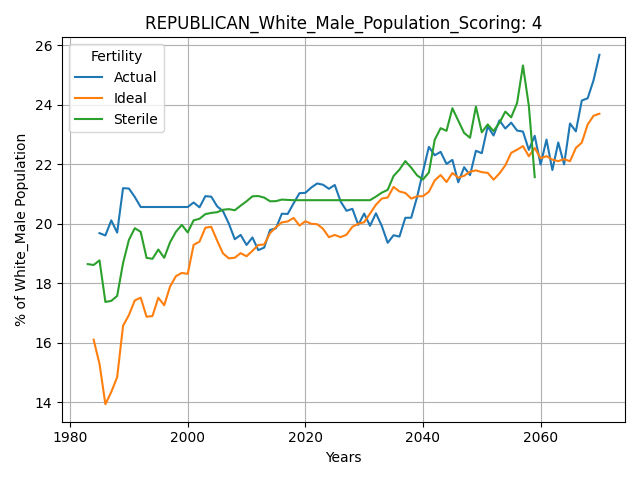 REPUBLICAN_White_Male_Population_Scoring: 4
Fertility
Actual
Ideal
Sterile
26
24
22
20
18
16
14
% of White_Male Population
1980
2000
2020
2040
2060
Years